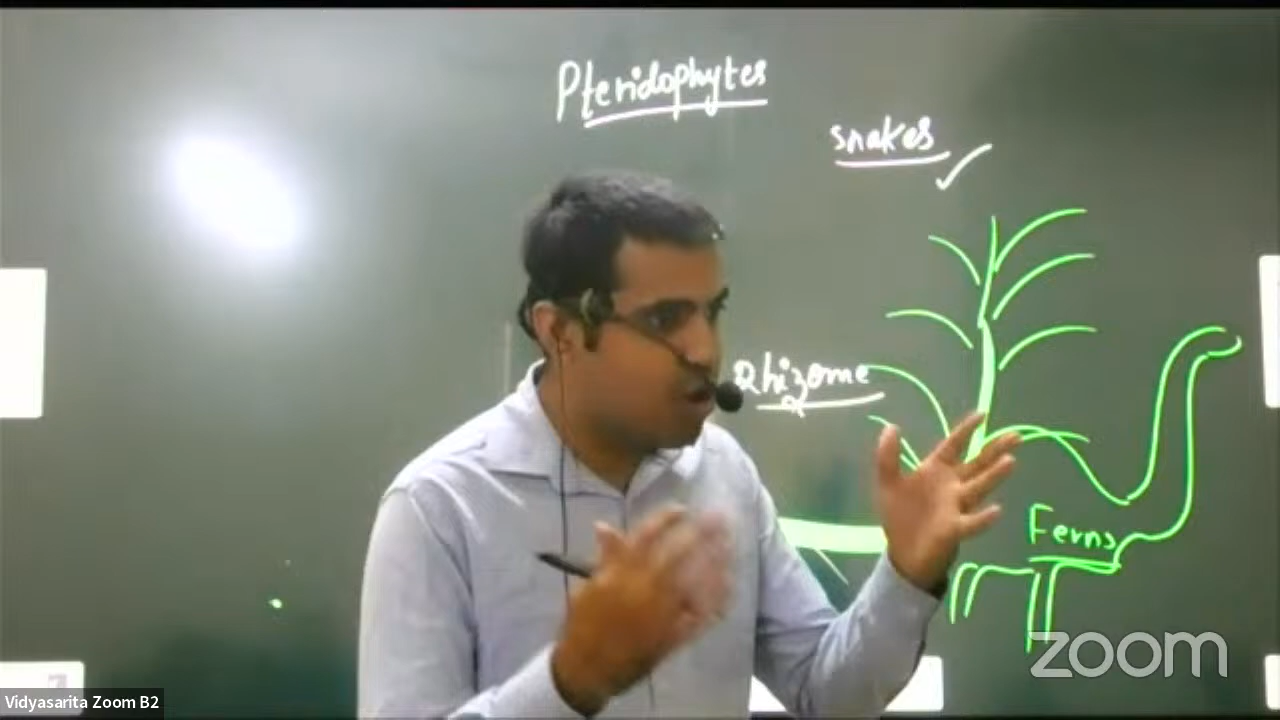 Pteridophytes
snakes
Rhizome
Ferns
zoom
Vidyasarita Zoom B2